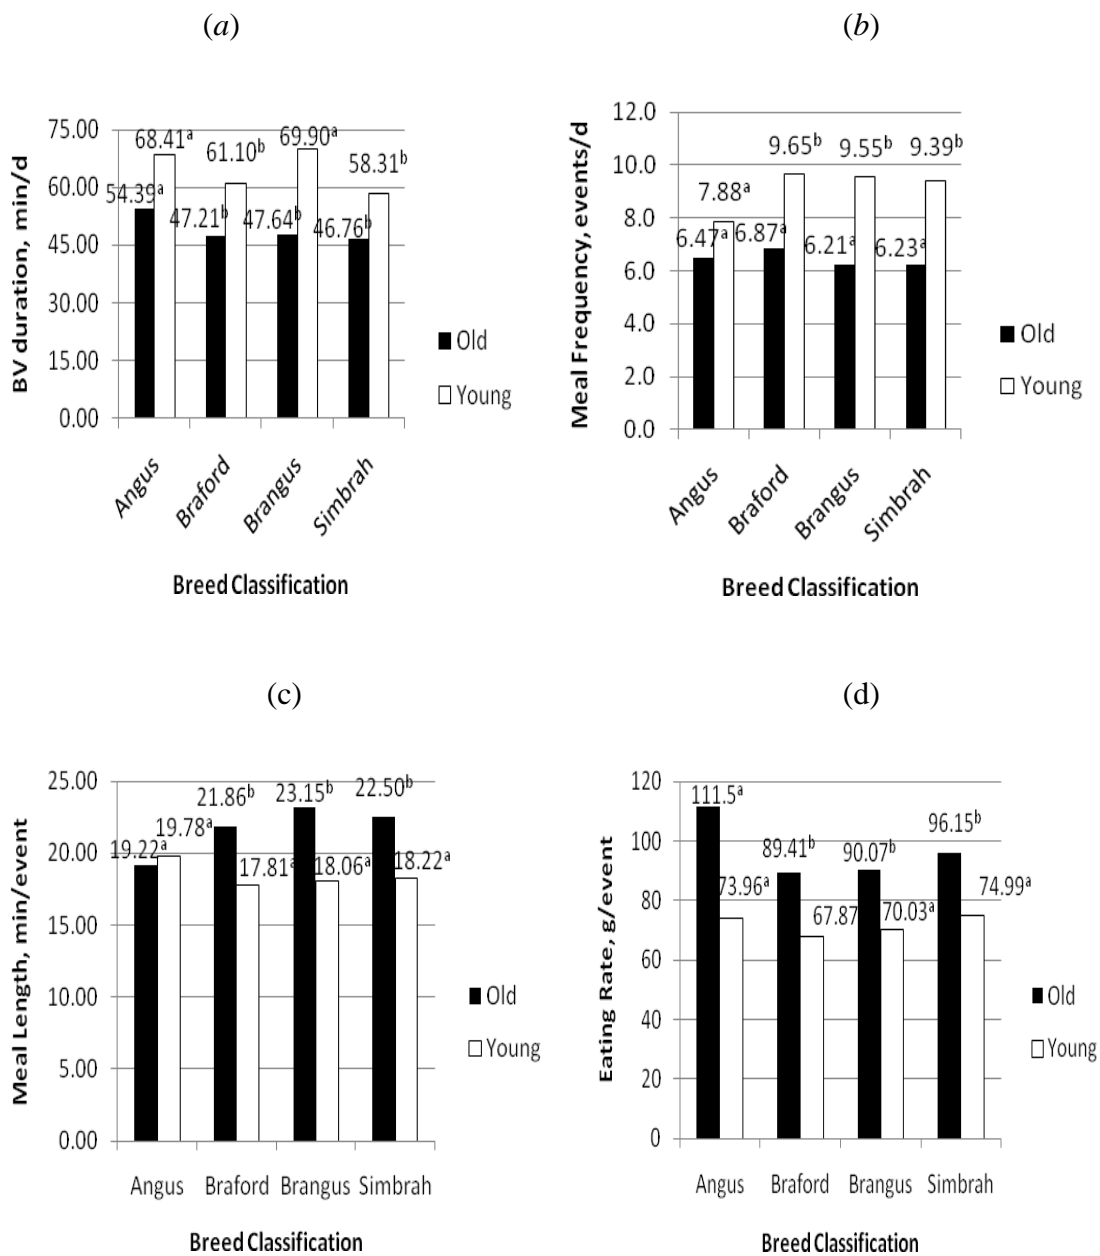 (a)
75.00
60.00
45.00
30.00
15.00
0.00
BV duration, min/d
68.41ᵃ
61.10ᵇ
69.90ᵃ
58.31ᵇ
54.39ᵃ
47.21ᵇ
47.64ᵇ
46.76ᵇ
Old
Young
Angus
Braford
Brangus
Simbrah
Breed Classification
(b)
12.0
10.0
8.0
6.0
4.0
2.0
0.0
Meal Frequency, events/d
7.88ᵃ
9.65ᵇ
9.55ᵇ
9.39ᵇ
6.47ᵃ
6.87ᵃ
6.21ᵃ
6.23ᵃ
Old
Young
Angus
Braford
Brangus
Simbrah
Breed Classification
(c)
25.00
20.00
15.00
10.00
5.00
0.00
Meal Length, min/event
21.86ᵇ
23.15ᵇ
22.50ᵇ
19.22ᵃ
19.78ᵃ
17.81ᵃ
18.06ᵃ
18.22ᵃ
Old
Young
Angus Braford Brangus Simbrah
Breed Classification
(d)
120
100
80
60
40
20
0
Eating Rate, g/event
111.5ᵃ
89.41ᵇ
90.07ᵇ
96.15ᵇ
73.96ᵃ
67.87
70.03ᵃ
74.99ᵃ
Old
Young
Angus Braford Brangus Simbrah
Breed Classification